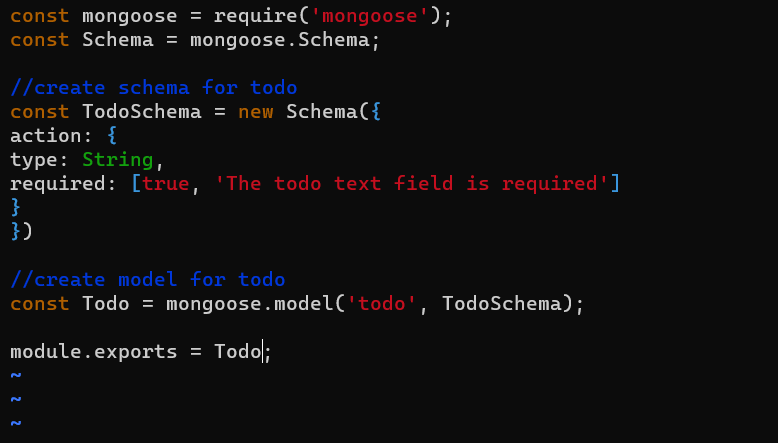 const mongoose = require('mongoose');
const Schema = mongoose.Schema;
//create schema for todo
const TodoSchema = new Schema({
action: {
type: String,
required: [true, 'The todo text field is required']
}
})
//create model for todo
const Todo = mongoose.model('todo', TodoSchema);
module.exports = Todo;
~
~
~